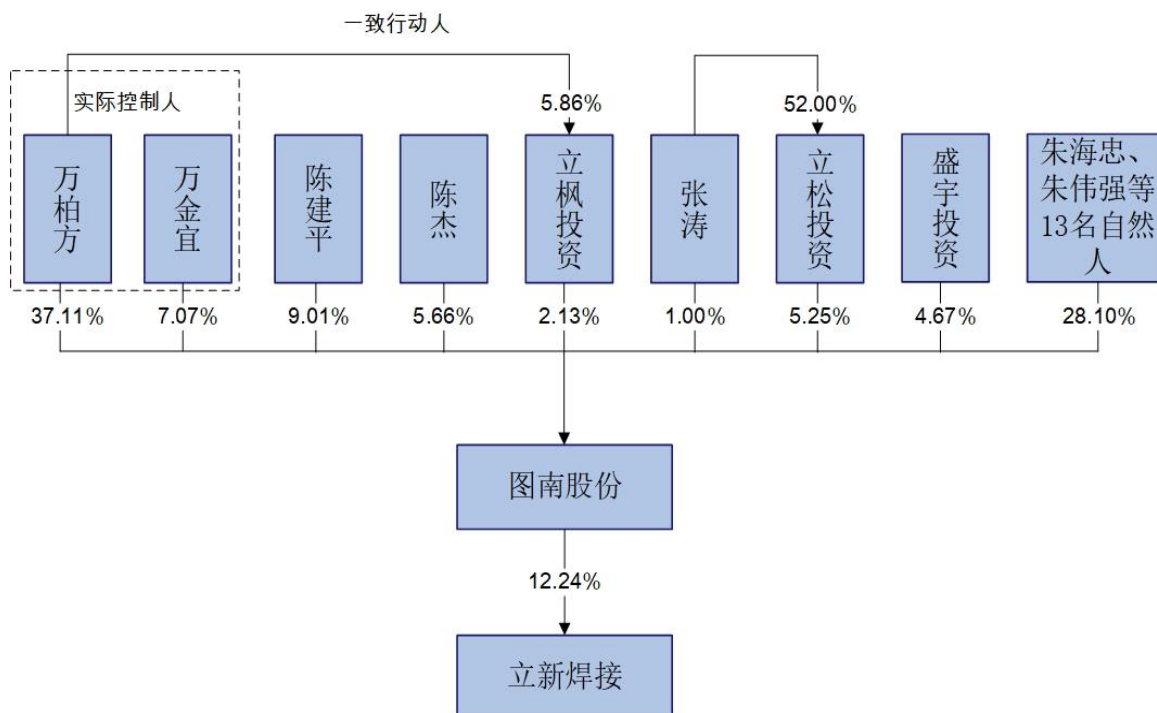 一致行动人
实际控制人
5.86%
52.00%
万柏方
万金宜
陈建平
陈杰
立枫投资
张涛
立松投资
盛宇投资
朱海忠、
朱伟强等
13名自然
人
37.11%
7.07%
9.01%
5.66%
2.13%
1.00%
5.25%
4.67%
28.10%
图南股份
12.24%
立新焊接